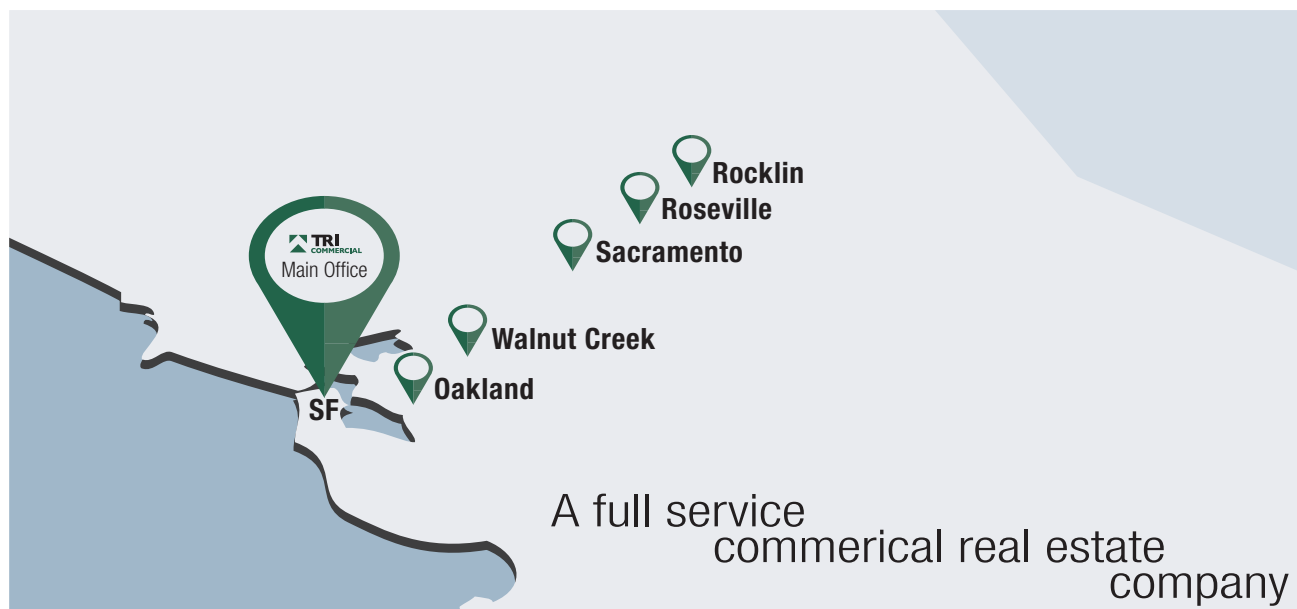 Rocklin
Roseville
Sacramento
TRI
COMMERCIAL
Main Office
Walnut Creek
Oakland
SF
A full service
commerical real estate
company